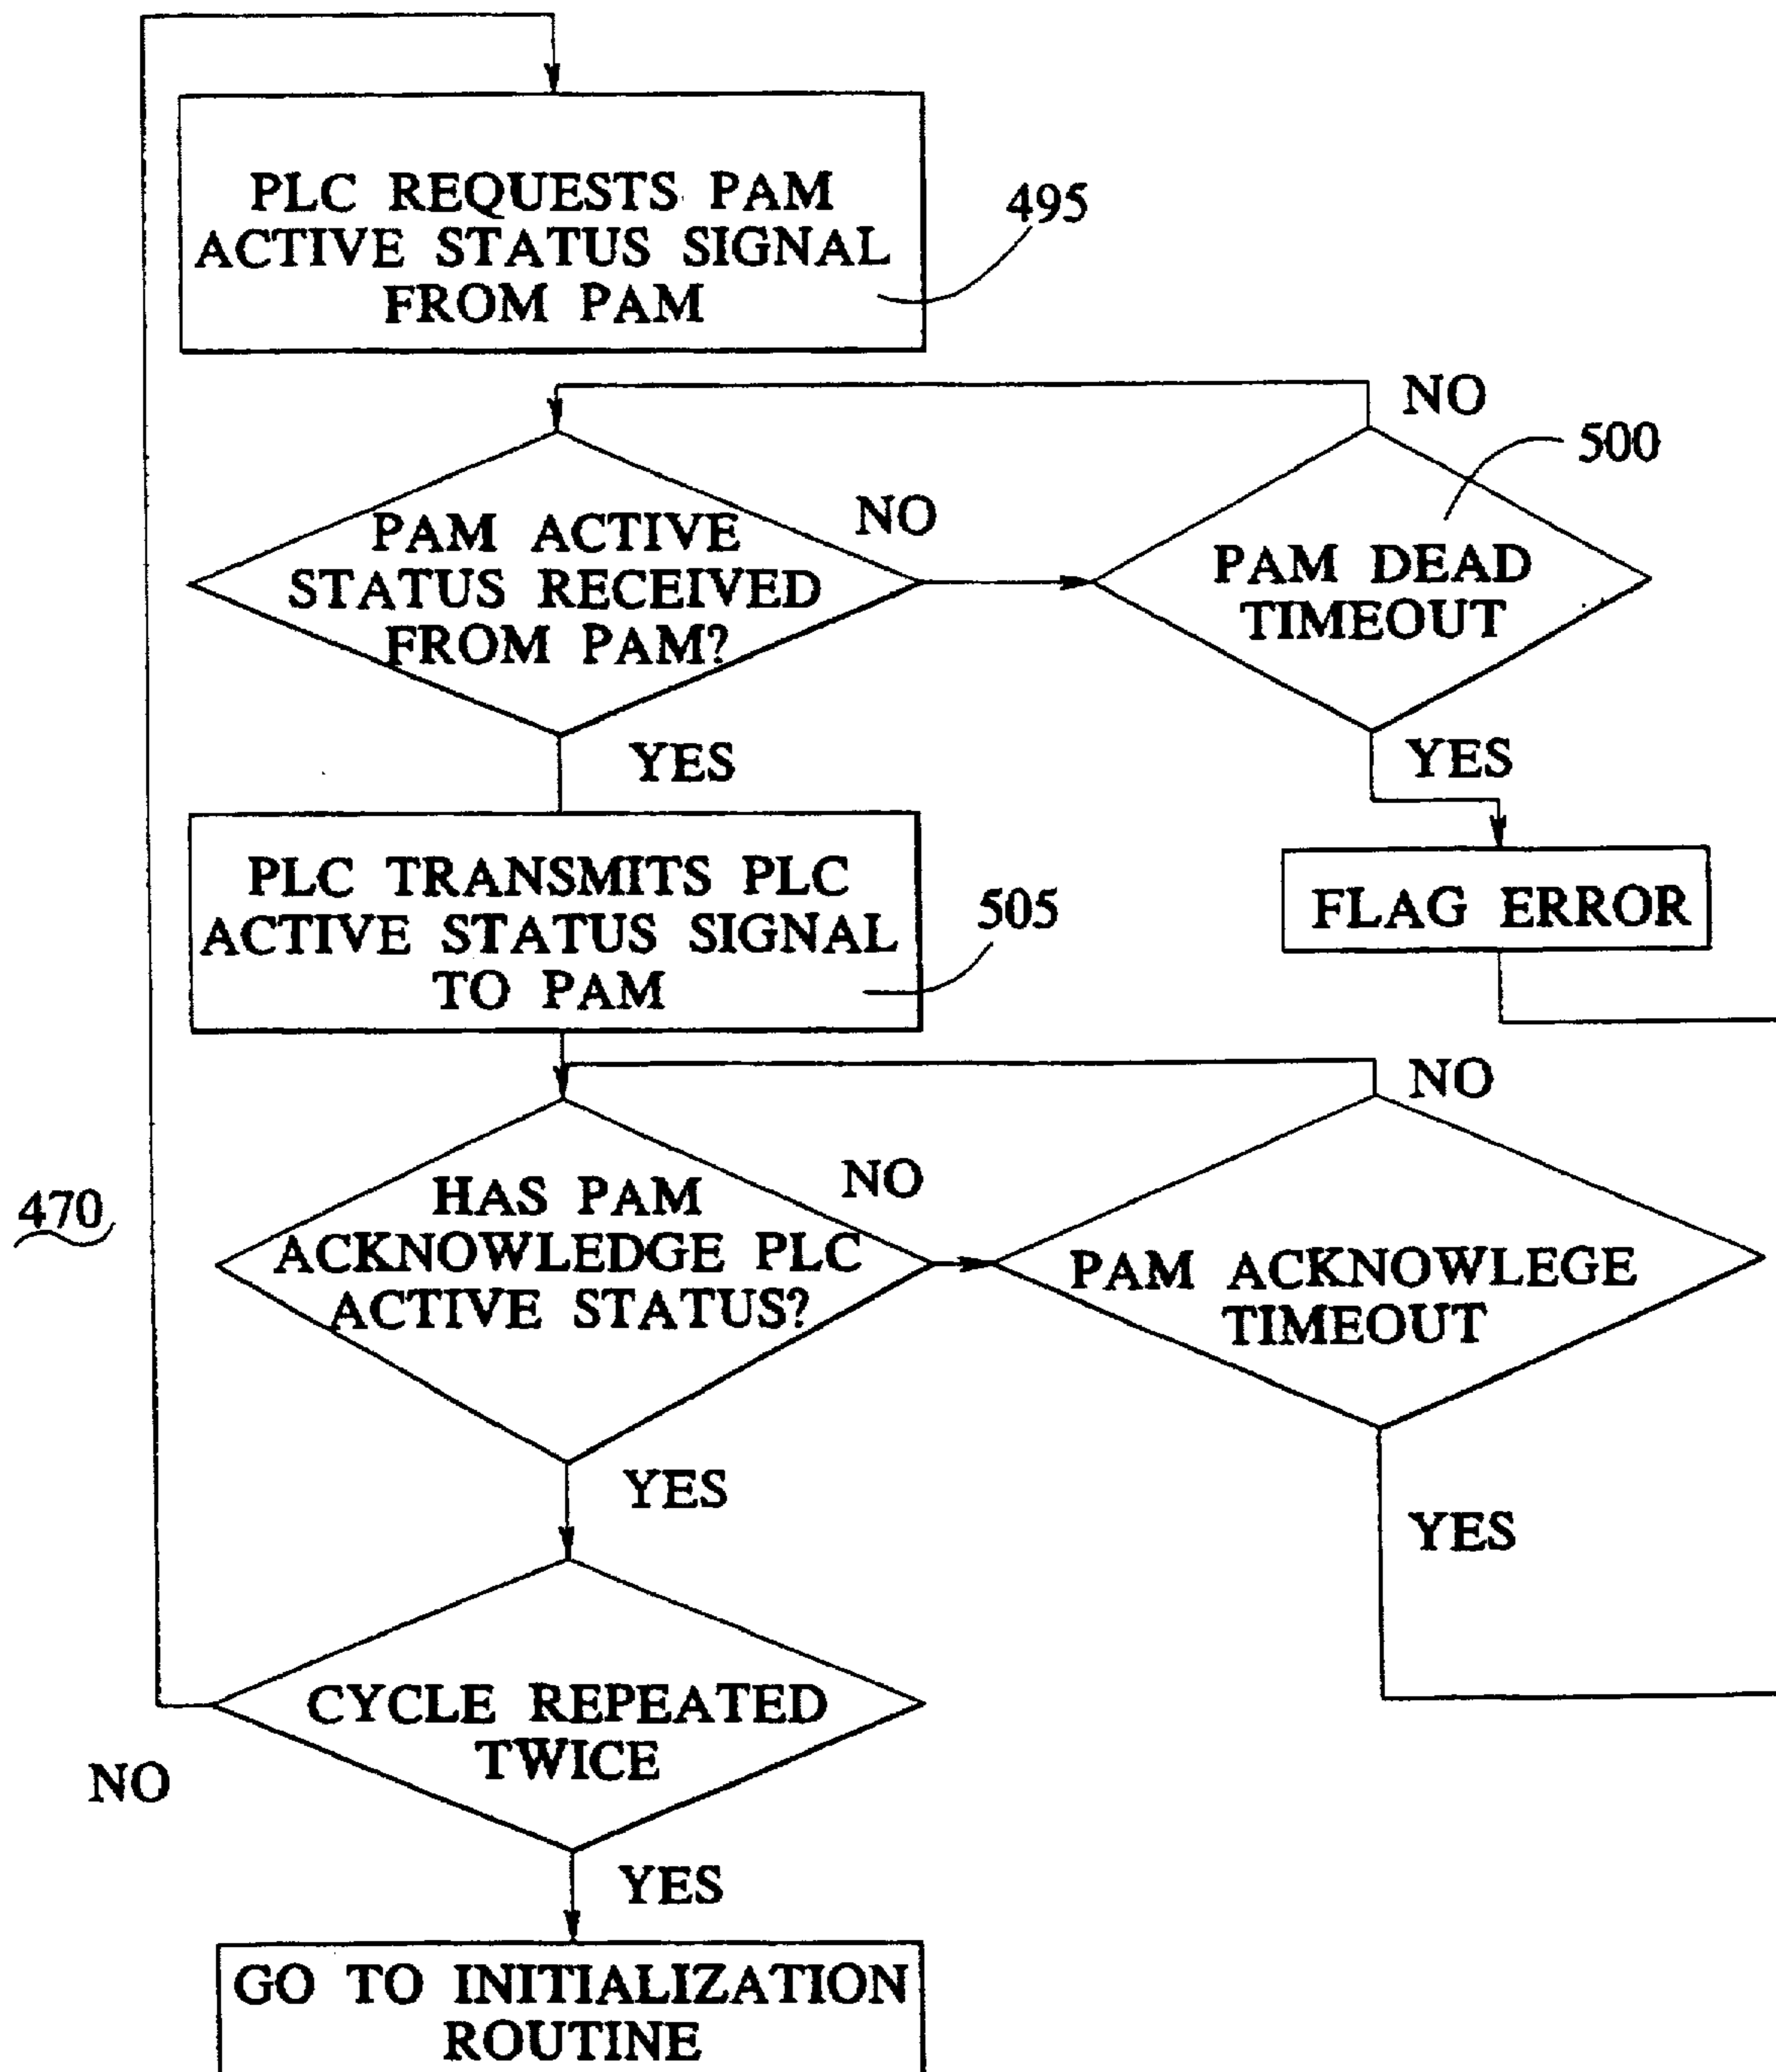 PLC REQUESTS PAM
ACTIVE STATUS SIGNAL
FROM PAM
495
NO
500
PAM ACTIVE
STATUS RECEIVED
FROM PAM?
NO
PAM DEAD
TIMEOUT
YES
YES
PLC TRANSMITS PLC
ACTIVE STATUS SIGNAL
TO PAM
505
FLAG ERROR
NO
HAS PAM
ACKNOWLEDGE PLC
ACTIVE STATUS?
NO
PAM ACKNOWLEGE
TIMEOUT
470
YES
YES
CYCLE REPEATED
TWICE
NO
YES
GO TO INITIALIZATION
ROUTINE